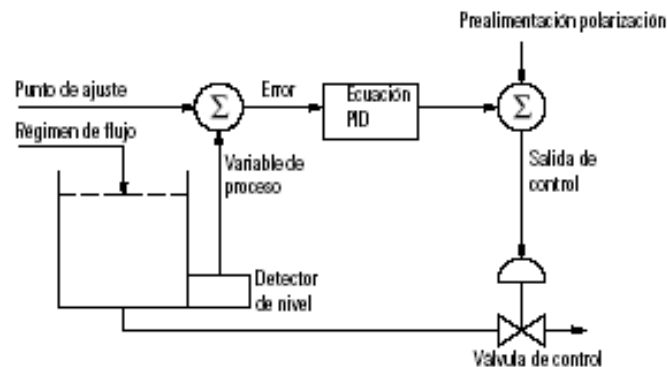 Prealimentación polarización
Punto de ajuste
Σ
Error
Ecuación
PID
Σ
Régimen de flujo
Variable de
proceso
Salida de
control
Detector
de nivel
Válvula de control